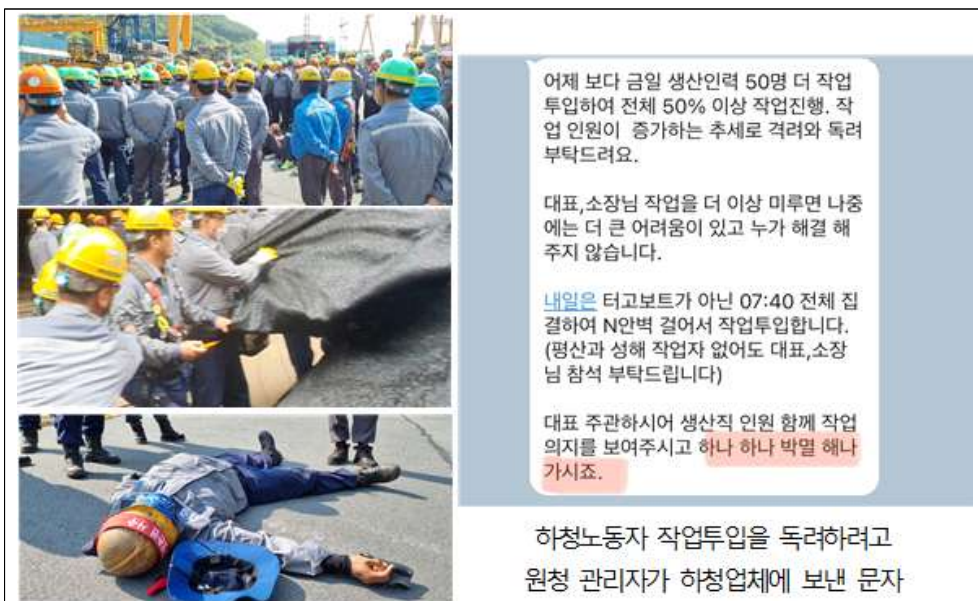 어제 보다 금일 생산인력 50명 더 작업
투입하여 전체 50% 이상 작업진행. 작
업 인원이  증가하는 추세로 격려와 독려
부탁드려요.
대표,소장님 작업을 더 이상 미루면 나중
에는 더 큰 어려움이 있고 누가 해결 해
주지 않습니다.
내일은 터고보트가 아닌 07:40 전체 집
결하여 N안벽 걸어서 작업투입합니다.
(평산과 성해 작업자 없어도 대표,소장
님 참석 부탁드립니다)
대표 주관하시어 생산직 인원 함께 작업
의지를 보여주시고 하나 하나 박멸 해나
가시죠.
하청노동자 작업투입을 독려하려고
원청 관리자가 하청업체에 보낸 문자